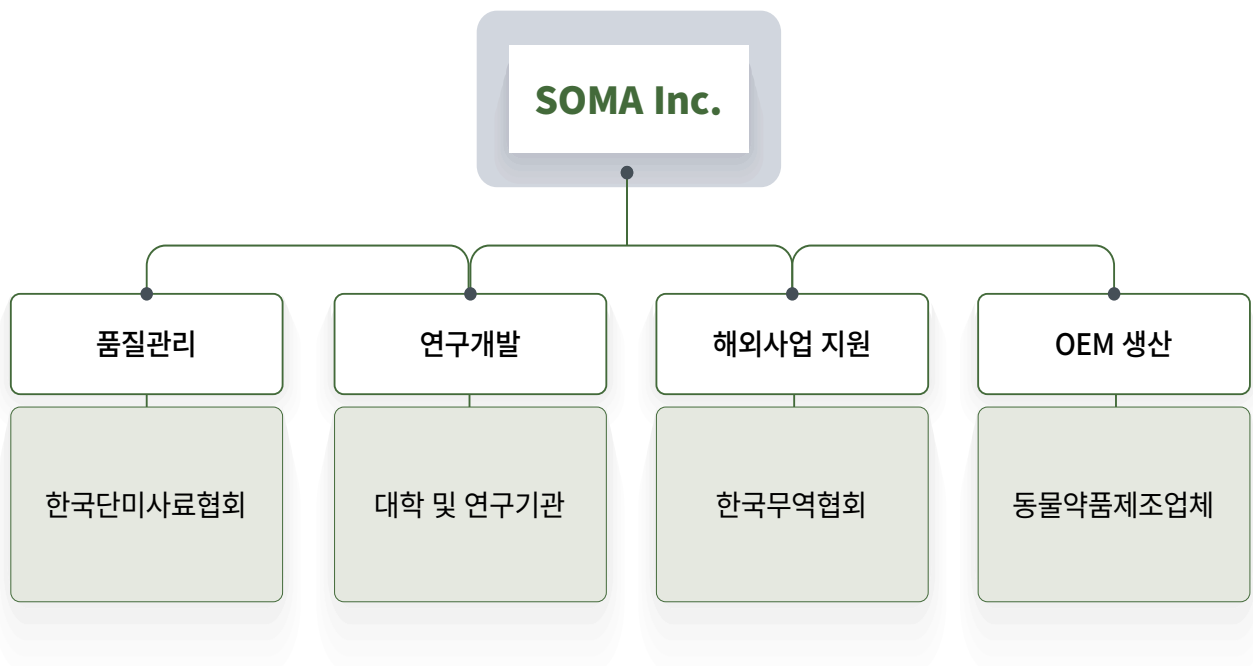 SOMA Inc.
품질관리
연구개발
해외사업 지원
OEM 생산
한국단미사료협회
대학 및 연구기관
한국무역협회
동물약품제조업체